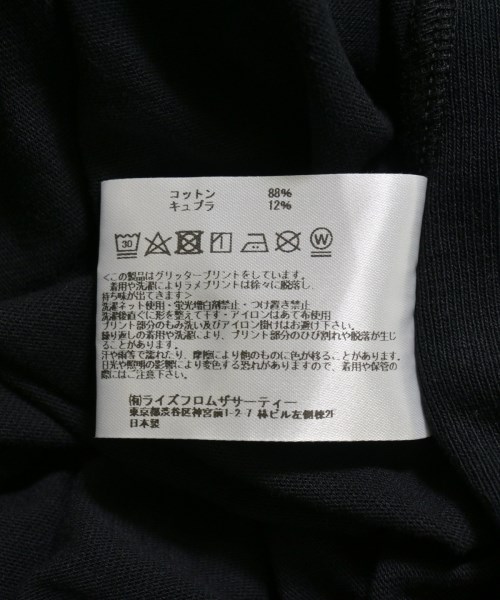 コットン 88%
キュプラ 12%
30
W
<この製品はグリッタープリントをしています。
着用や洗濯によりラメプリントは徐々に脱落し、
持ち味が出てきます>
洗濯ネット使用・蛍光増白剤禁止・つけ置き禁止
洗濯後直ぐに形を整えて干す・アイロンはあて布使用
プリント部分のもみ洗い及びアイロン掛けはお避け下さい。
繰り返しの着用や洗濯により、プリント部分のひび割れや脱落が生じ
ることがあります。
汗や雨等で濡れたり、摩擦により他のものに色が移ることがあります。
日光や照明の影響により変色する恐れがありますので、着用や保管の
際にはご注意下さい。
㈲ライズフロムザサーティー
東京都渋谷区神宮前1-2-7 林ビル左側棟2F
日本製